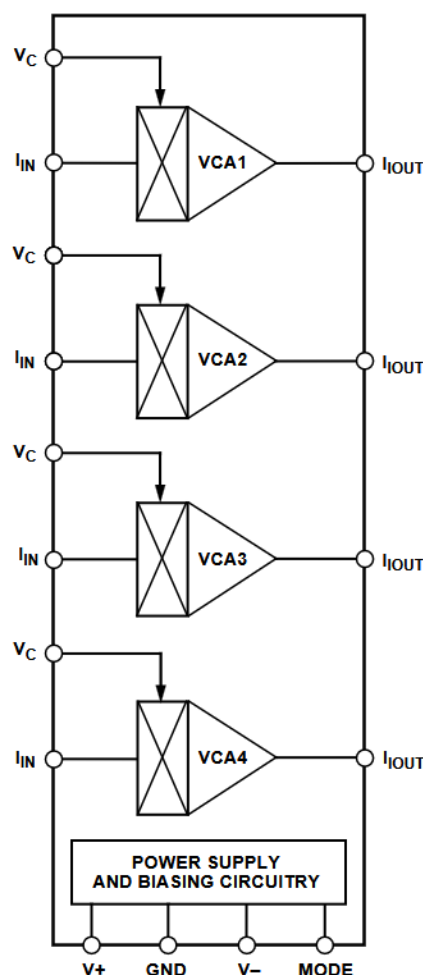 VC
IIN
VCA1
IIOUT
VC
IIN
VCA2
IIOUT
VC
IIN
VCA3
IIOUT
VC
IIN
VCA4
IIOUT
POWER SUPPLY
AND BIASING CIRCUITRY
V+ GND V– MODE